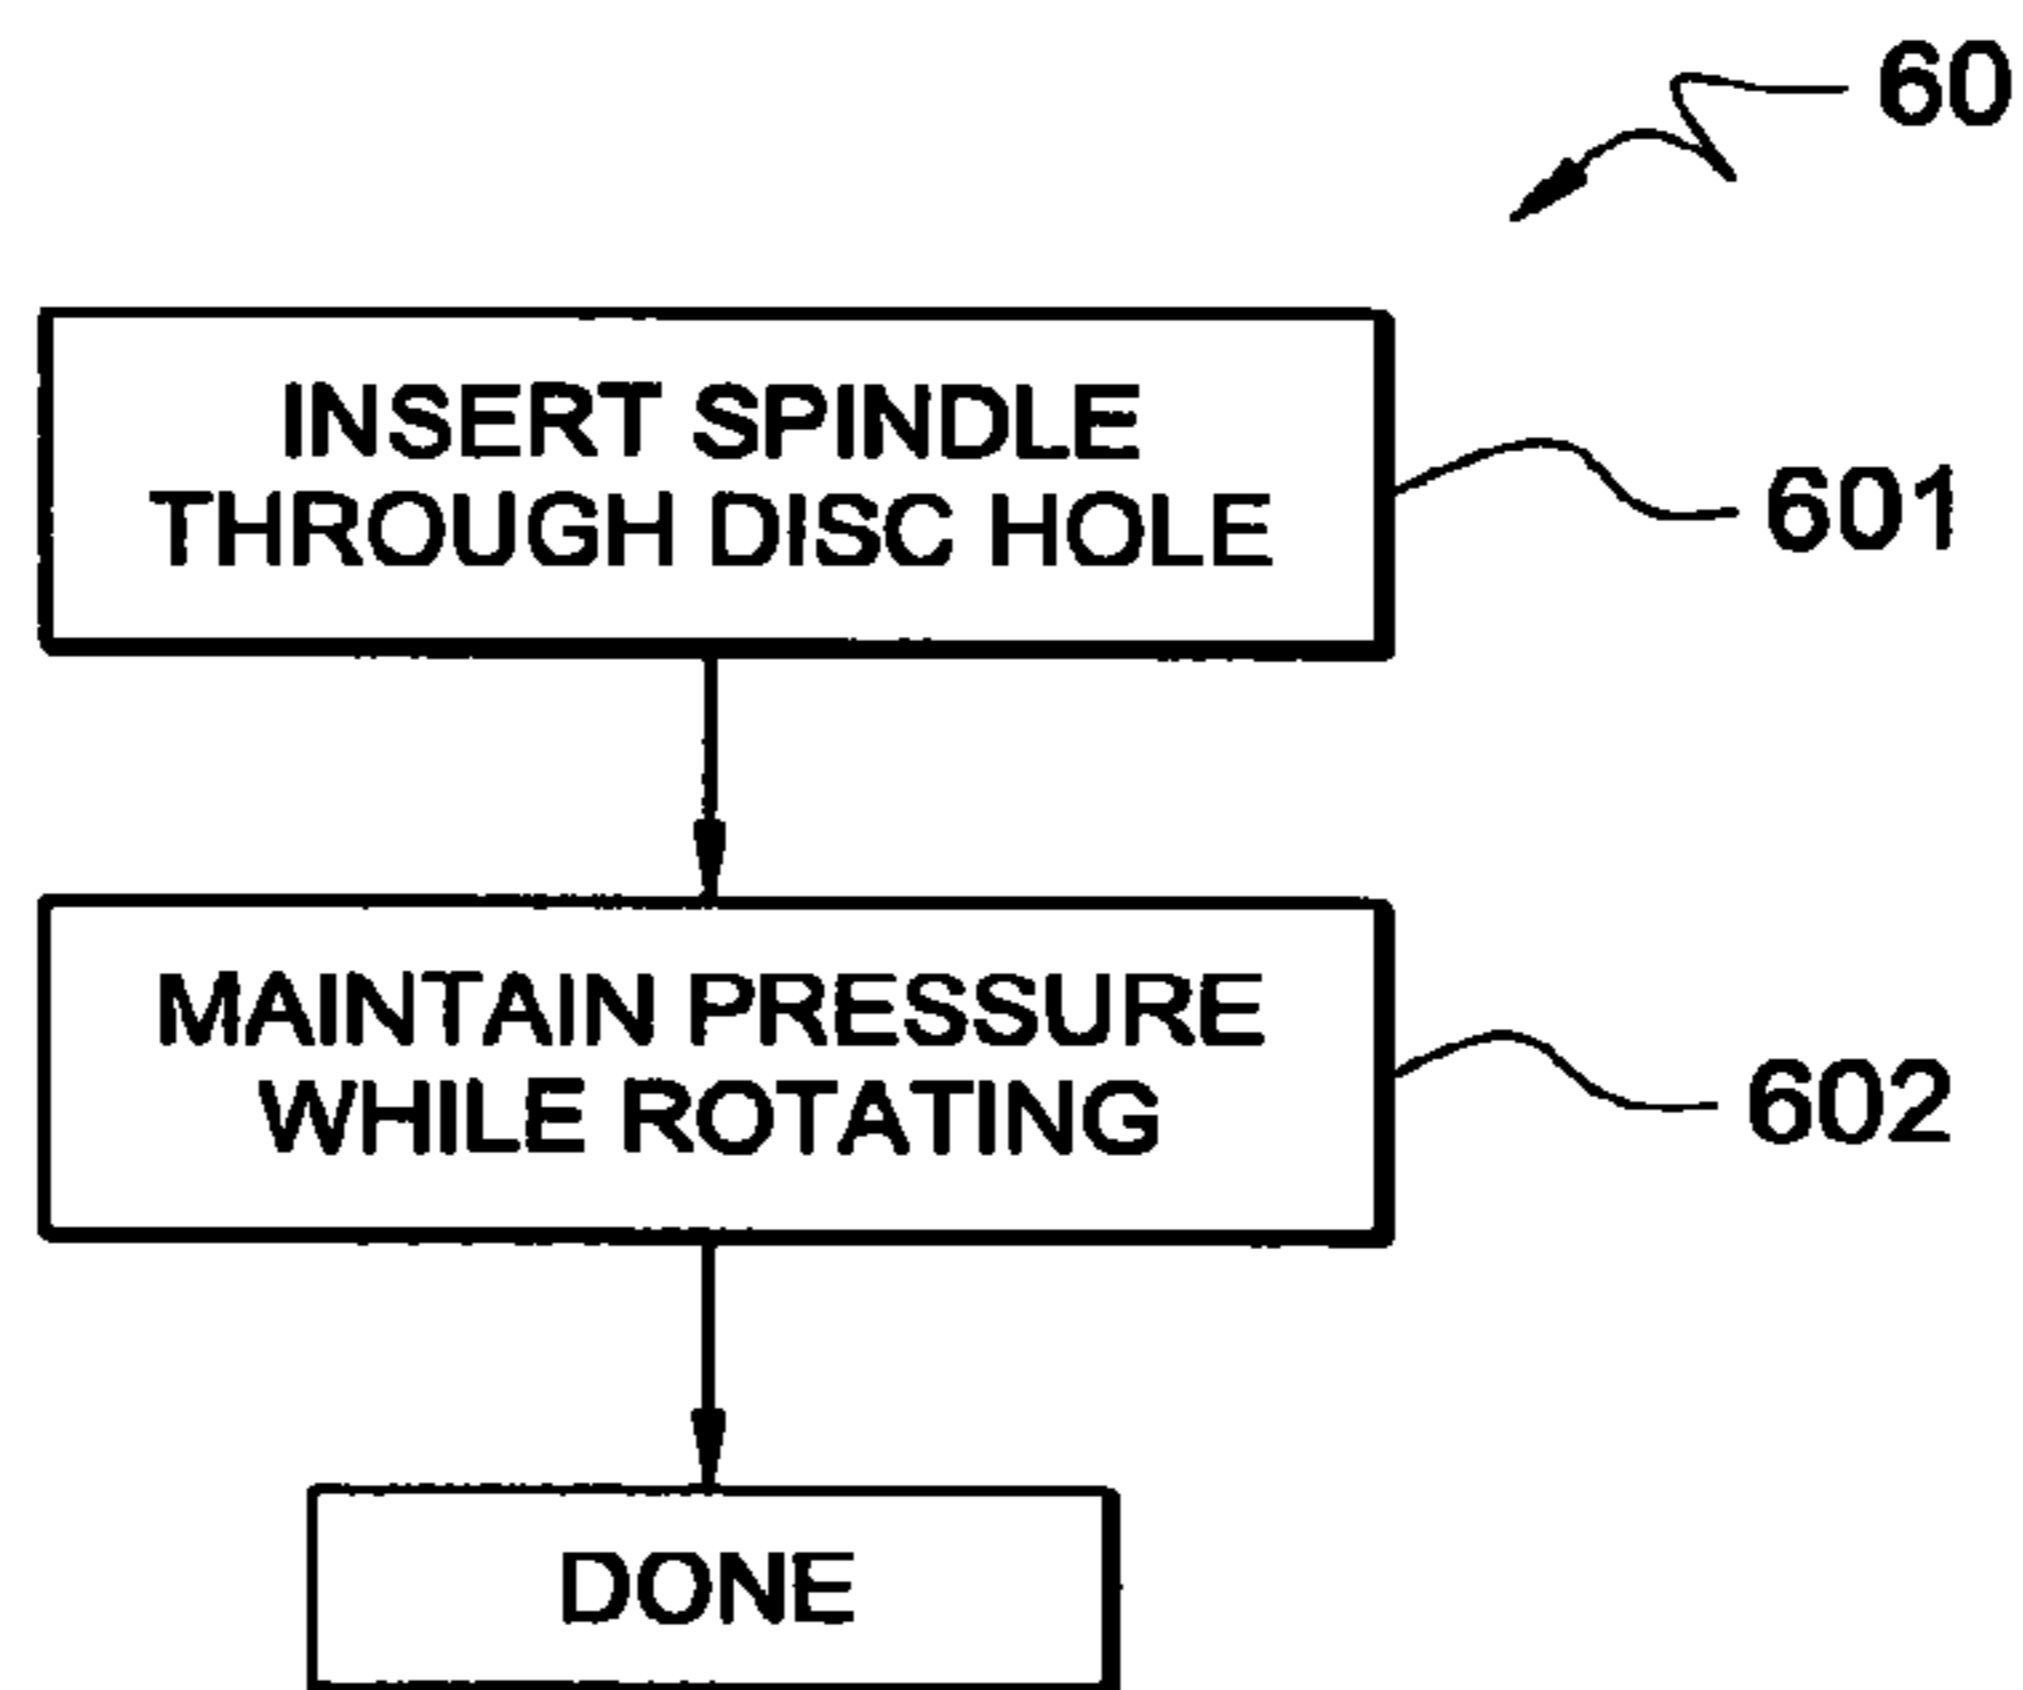 60
INSERT SPINDLE
THROUGH DISC HOLE
601
MAINTAIN PRESSURE
WHILE ROTATING
602
DONE